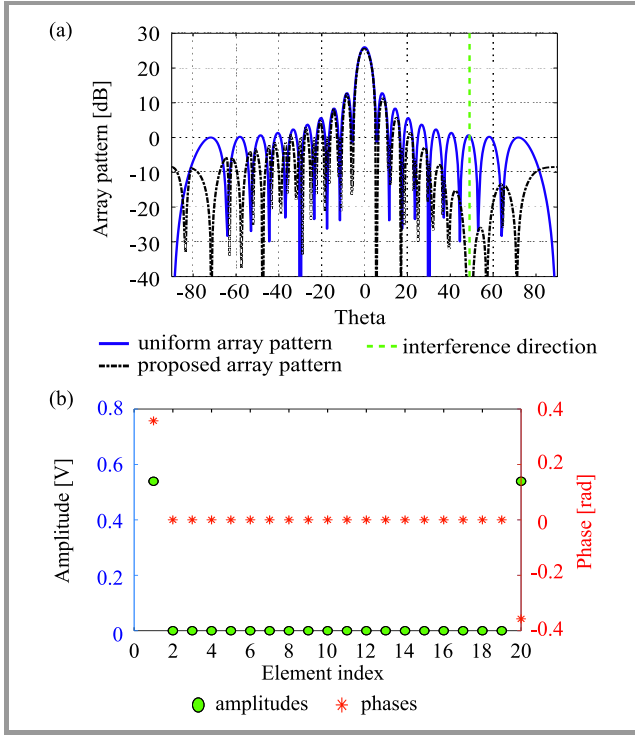 (a)
Array pattern [dB]
30
20
10
0
-10
-20
-30
-40
-80 -60 -40 -20 0 20 40 60 80
Theta
uniform array pattern
interference direction
proposed array pattern
(b)
Amplitude [V]
0.8
0.6
0.4
0.2
0
0 2 4 6 8 10 12 14 16 18 20
Element index
0.4
0.2
0
-0.2
-0.4
Phase [rad]
amplitudes
phases